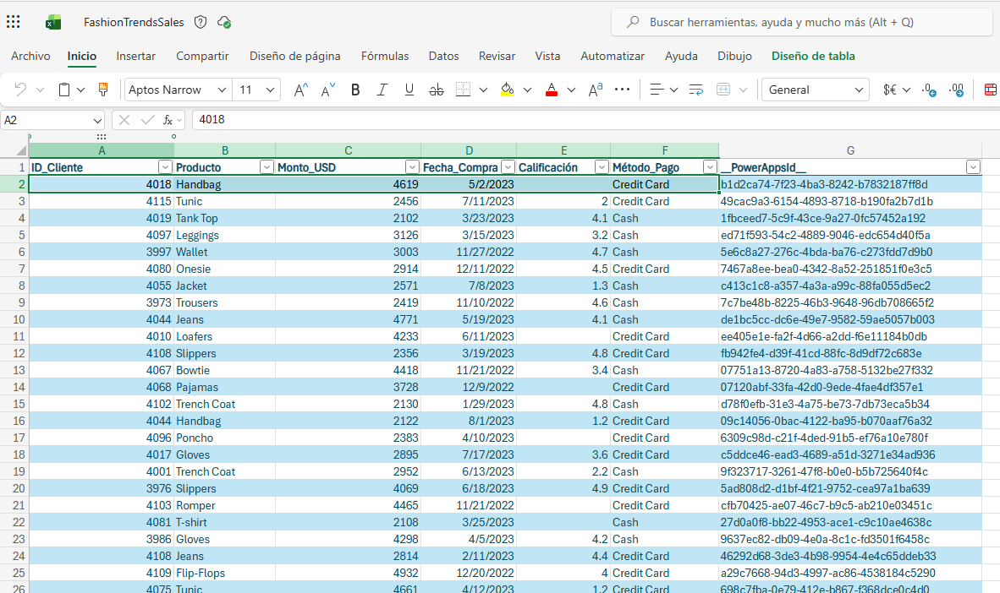 FashionTrendsSales
Buscar herramientas, ayuda y mucho más (Alt + Q)
Archivo Inicio Insertar Compartir Diseño de página Fórmulas Datos Revisar Vista Automatizar Ayuda Dibujo Diseño de tabla
Aptos Narrow 11 A^ A˅ B I U ab A Aª ... General $€ .0 .00
A2 fx 4018
A B C D E F G
1 ID_Cliente Producto Monto_USD Fecha_Compra Calificación Método_Pago __PowerAppsId__
2 4018 Handbag 4619 5/2/2023 Credit Card b1d2ca74-7f23-4ba3-8242-b7832187ff8d
3 4115 Tunic 2456 7/11/2023 2 Credit Card 49cac9a3-6154-4893-8718-b190fa2b7d1b
4 4019 Tank Top 2102 3/23/2023 4.1 Cash 1fbceed7-5c9f-43ce-9a27-0fc57452a192
5 4097 Leggings 3126 3/15/2023 3.2 Cash ed71f593-54c2-4889-9046-edc654d40f5a
6 3997 Wallet 3003 11/27/2022 4.7 Cash 5e6c8a27-276c-4bda-ba76-c273fdd7d9b0
7 4080 Onesie 2914 12/11/2022 4.5 Credit Card 7467a8ee-bea0-4342-8a52-251851f0e3c5
8 4055 Jacket 2571 7/8/2023 1.3 Cash c413c1c8-a357-4a3a-a99c-88fa055d5ec2
9 3973 Trousers 2419 11/10/2022 4.6 Cash 7c7be48b-8225-46b3-9648-96db708665f2
10 4044 Jeans 4771 5/19/2023 4.1 Cash de1bc5cc-dc6e-49e7-9582-59ae5057b003
11 4010 Loafers 4233 6/11/2023 Credit Card ee405e1e-fa2f-4d66-a2dd-f6e11184b0db
12 4108 Slippers 2356 3/19/2023 4.8 Credit Card fb942fe4-d39f-41cd-88fc-8d9df72c683e
13 4067 Bowtie 4418 11/21/2022 3.4 Cash 07751a13-8720-4a83-a758-5132be27f332
14 4068 Pajamas 3728 12/9/2022 Credit Card 07120abf-33fa-42d0-9ede-4fae4df357e1
15 4102 Trench Coat 2130 1/29/2023 4.8 Cash d78f0efb-31e3-4a75-be73-7db73eca5b34
16 4044 Handbag 2122 8/1/2023 1.2 Credit Card 09c14056-0bac-4122-ba95-b070aaf76a32
17 4096 Poncho 2383 4/10/2023 Credit Card 6309c98d-c21f-4ded-91b5-ef76a10e780f
18 4017 Gloves 2895 7/17/2023 3.6 Credit Card c5ddce46-ead3-4689-a51d-3271e34ad936
19 4001 Trench Coat 2952 6/13/2023 2.2 Cash 9f323717-3261-47f8-b0e0-b5b725640f4c
20 3976 Slippers 4069 6/18/2023 4.9 Credit Card 5ad808d2-d1bf-4f21-9752-cea97a1ba639
21 4103 Romper 4465 11/21/2022 Credit Card cfb70425-ae07-46c7-b9c5-ab210e03451c
22 4081 T-shirt 2108 3/25/2023 Cash 27d0a0f8-bb22-4953-ace1-c9c10ae4638c
23 3986 Gloves 4298 4/5/2023 4.2 Cash 9637ec82-db09-4e0a-8c1c-fd3501f6458c
24 4108 Jeans 2814 2/11/2023 4.4 Credit Card 46292d68-3de3-4b98-9954-4e4c65ddeb33
25 4109 Flip-Flops 4932 12/20/2022 4 Credit Card a29c7668-94d3-4997-ac86-4538184c5290
26 4075 Tunic 4661 4/12/2023 1.2 Credit Card 698c7fba-0e79-412e-b867-f368dce0c4d0